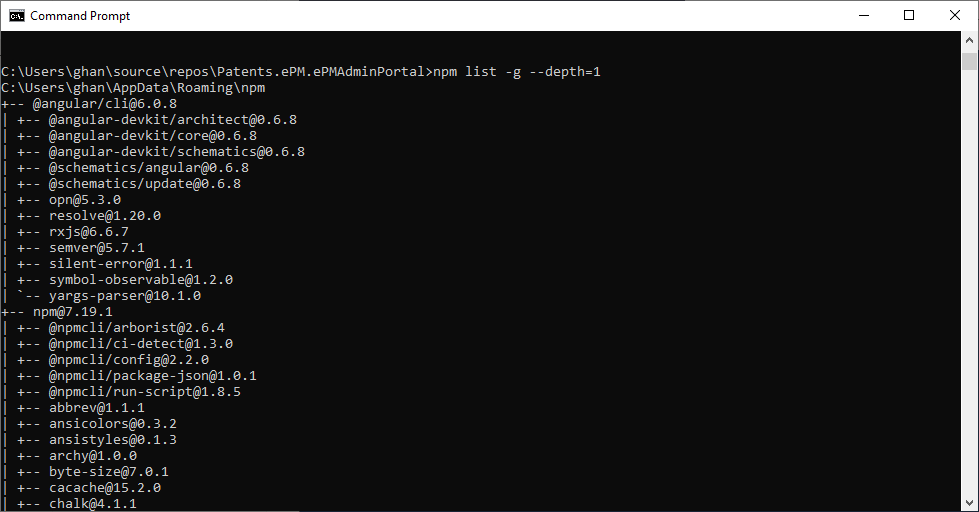 Command Prompt
C:\Users\ghan\source\repos\Patents.ePM.ePMAdminPortal>npm list -g --depth=1
C:\Users\ghan\AppData\Roaming\npm
+-- @angular/cli@6.0.8
| +-- @angular-devkit/architect@0.6.8
| +-- @angular-devkit/core@0.6.8
| +-- @angular-devkit/schematics@0.6.8
| +-- @schematics/angular@0.6.8
| +-- @schematics/update@0.6.8
| +-- opn@5.3.0
| +-- resolve@1.20.0
| +-- rxjs@6.6.7
| +-- semver@5.7.1
| +-- silent-error@1.1.1
| +-- symbol-observable@1.2.0
| `-- yargs-parser@10.1.0
+-- npm@7.19.1
| +-- @npmcli/arborist@2.6.4
| +-- @npmcli/ci-detect@1.3.0
| +-- @npmcli/config@2.2.0
| +-- @npmcli/package-json@1.0.1
| +-- @npmcli/run-script@1.8.5
| +-- abbrev@1.1.1
| +-- ansicolors@0.3.2
| +-- ansistyles@0.1.3
| +-- archy@1.0.0
| +-- byte-size@7.0.1
| +-- cacache@15.2.0
| +-- chalk@4.1.1